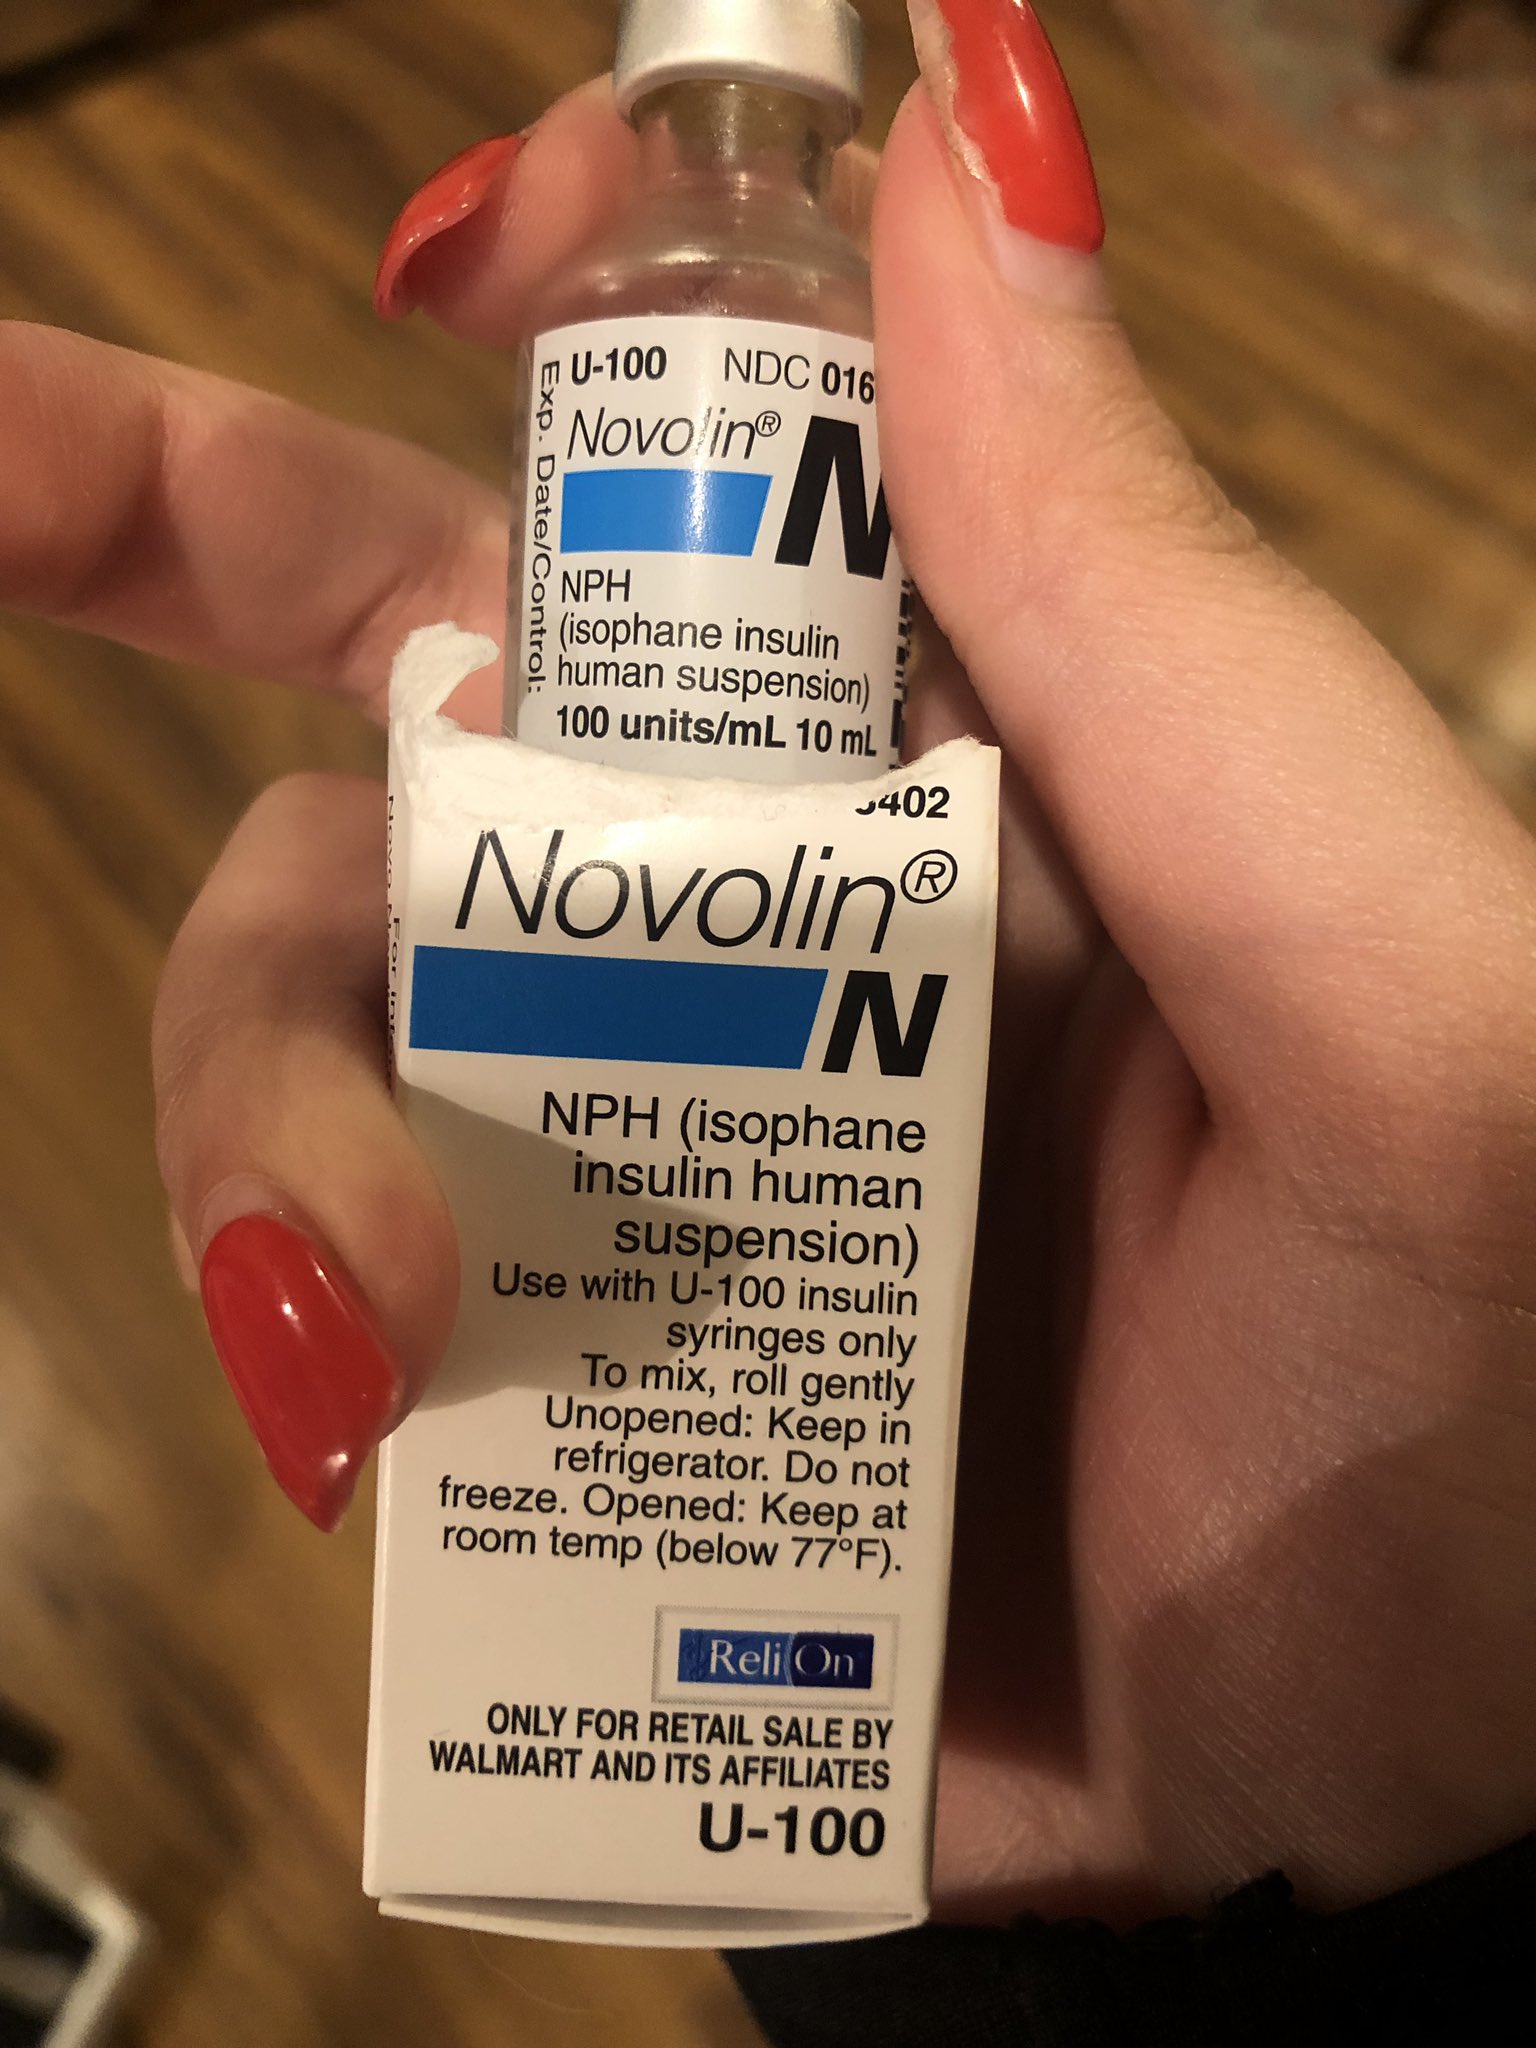 U-100 NDC 016
Novolin®
N
NPH
(isophane insulin
human suspension)
100 units/mL 10 mL
Exp. Date/Control:
3402
Novolin®
N
NPH (isophane
insulin human
suspension)
Use with U-100 insulin
syringes only
To mix, roll gently
Unopened: Keep in
refrigerator. Do not
freeze. Opened: Keep at
room temp (below 77°F).
ReliOn
ONLY FOR RETAIL SALE BY
WALMART AND ITS AFFILIATES
U-100